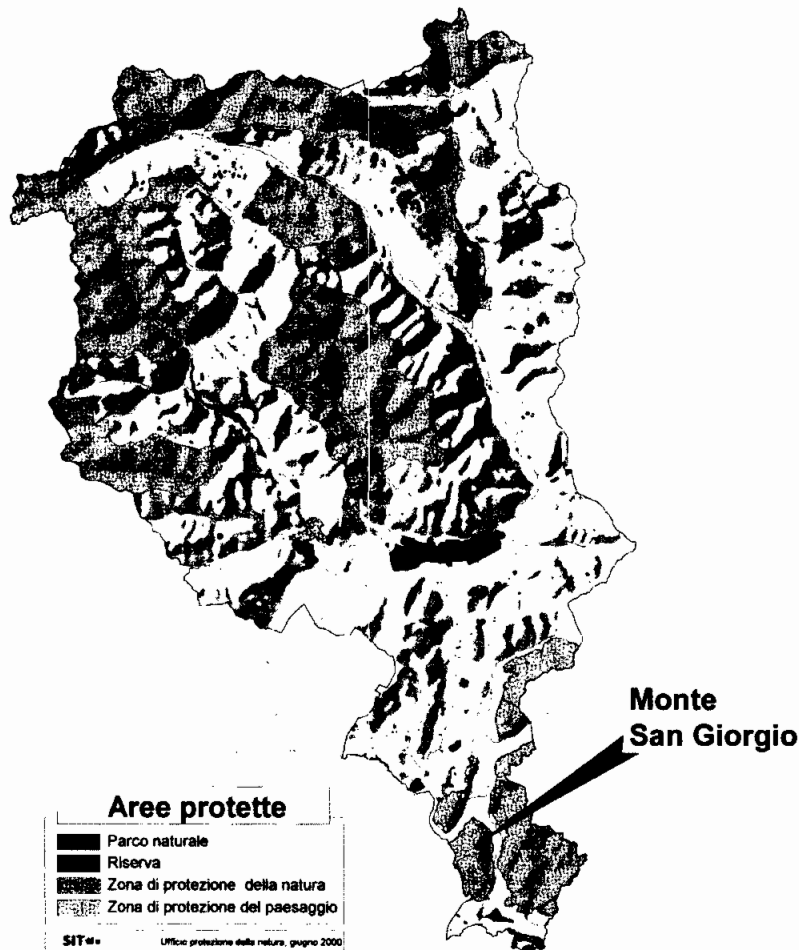 Monte
San Giorgio
Aree protette
Parco naturale
Riserva
Zona di protezione della natura
Zona di protezione del paesaggio
SIT
Ufficio protezione della natura, giugno 2000